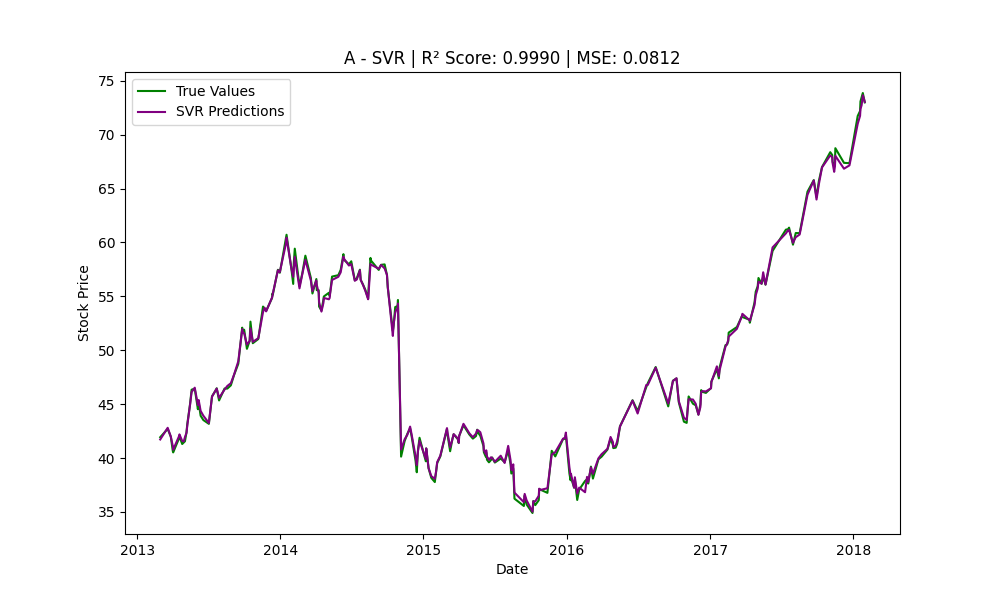 A - SVR | R² Score: 0.9990 | MSE: 0.0812
True Values
SVR Predictions
Stock Price
75
70
65
60
55
50
45
40
35
2013 2014 2015 2016 2017 2018
Date